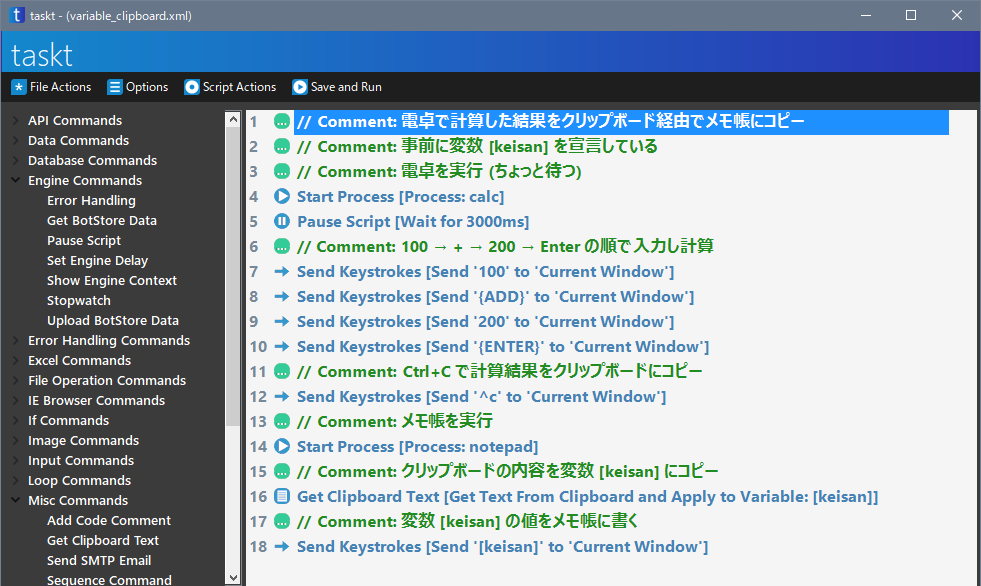 taskt - (variable_clipboard.xml)
taskt
File Actions Options Script Actions Save and Run
API Commands
Data Commands
Database Commands
Engine Commands
Error Handling
Get BotStore Data
Pause Script
Set Engine Delay
Show Engine Context
Stopwatch
Upload BotStore Data
Error Handling Commands
Excel Commands
File Operation Commands
IE Browser Commands
If Commands
Image Commands
Input Commands
Loop Commands
Misc Commands
Add Code Comment
Get Clipboard Text
Send SMTP Email
Sequence Command
1 // Comment: 電卓で計算した結果をクリップボード経由でメモ帳にコピー
2 // Comment: 事前に変数 [keisan] を宣言している
3 // Comment: 電卓を実行 (ちょっと待つ)
4 Start Process [Process: calc]
5 Pause Script [Wait for 3000ms]
6 // Comment: 100 → + → 200 → Enter の順で入力し計算
7 Send Keystrokes [Send '100' to 'Current Window']
8 Send Keystrokes [Send '{ADD}' to 'Current Window']
9 Send Keystrokes [Send '200' to 'Current Window']
10 Send Keystrokes [Send '{ENTER}' to 'Current Window']
11 // Comment: Ctrl+C で計算結果をクリップボードにコピー
12 Send Keystrokes [Send '^c' to 'Current Window']
13 // Comment: メモ帳を実行
14 Start Process [Process: notepad]
15 // Comment: クリップボードの内容を変数 [keisan] にコピー
16 Get Clipboard Text [Get Text From Clipboard and Apply to Variable: [keisan]]
17 // Comment: 変数 [keisan] の値をメモ帳に書く
18 Send Keystrokes [Send '[keisan]' to 'Current Window']